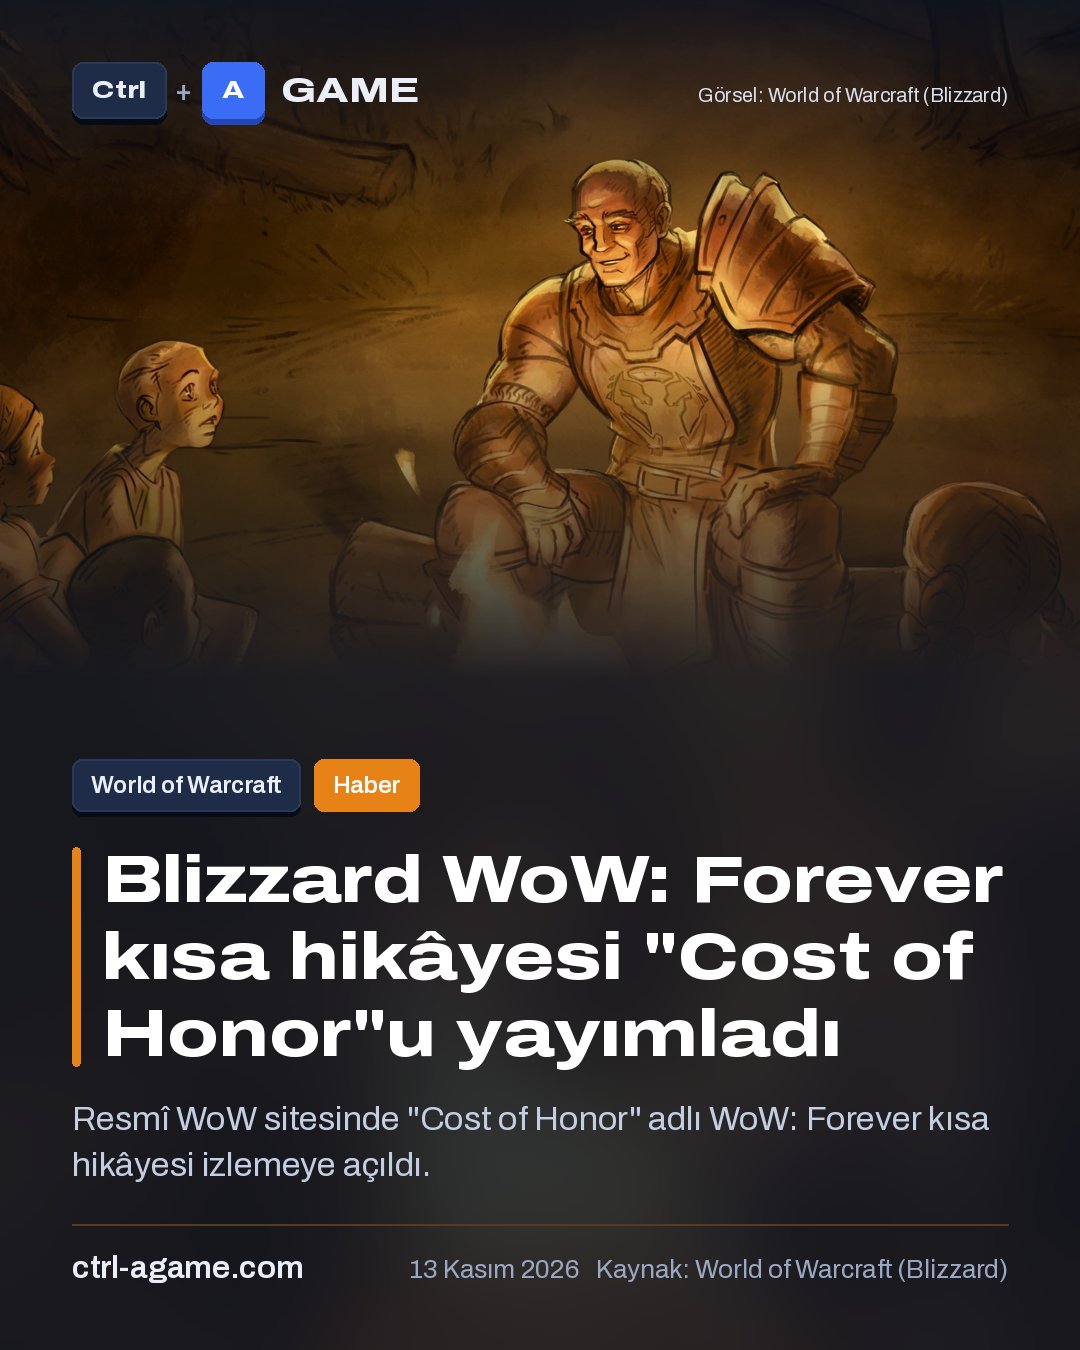 Ctrl + A GAME
Görsel: World of Warcraft (Blizzard)
World of Warcraft
Haber
Blizzard WoW: Forever
kısa hikâyesi "Cost of
Honor"u yayımladı
Resmî WoW sitesinde "Cost of Honor" adlı WoW: Forever kısa
hikâyesi izlemeye açıldı.
ctrl-agame.com
13 Kasım 2026 Kaynak: World of Warcraft (Blizzard)